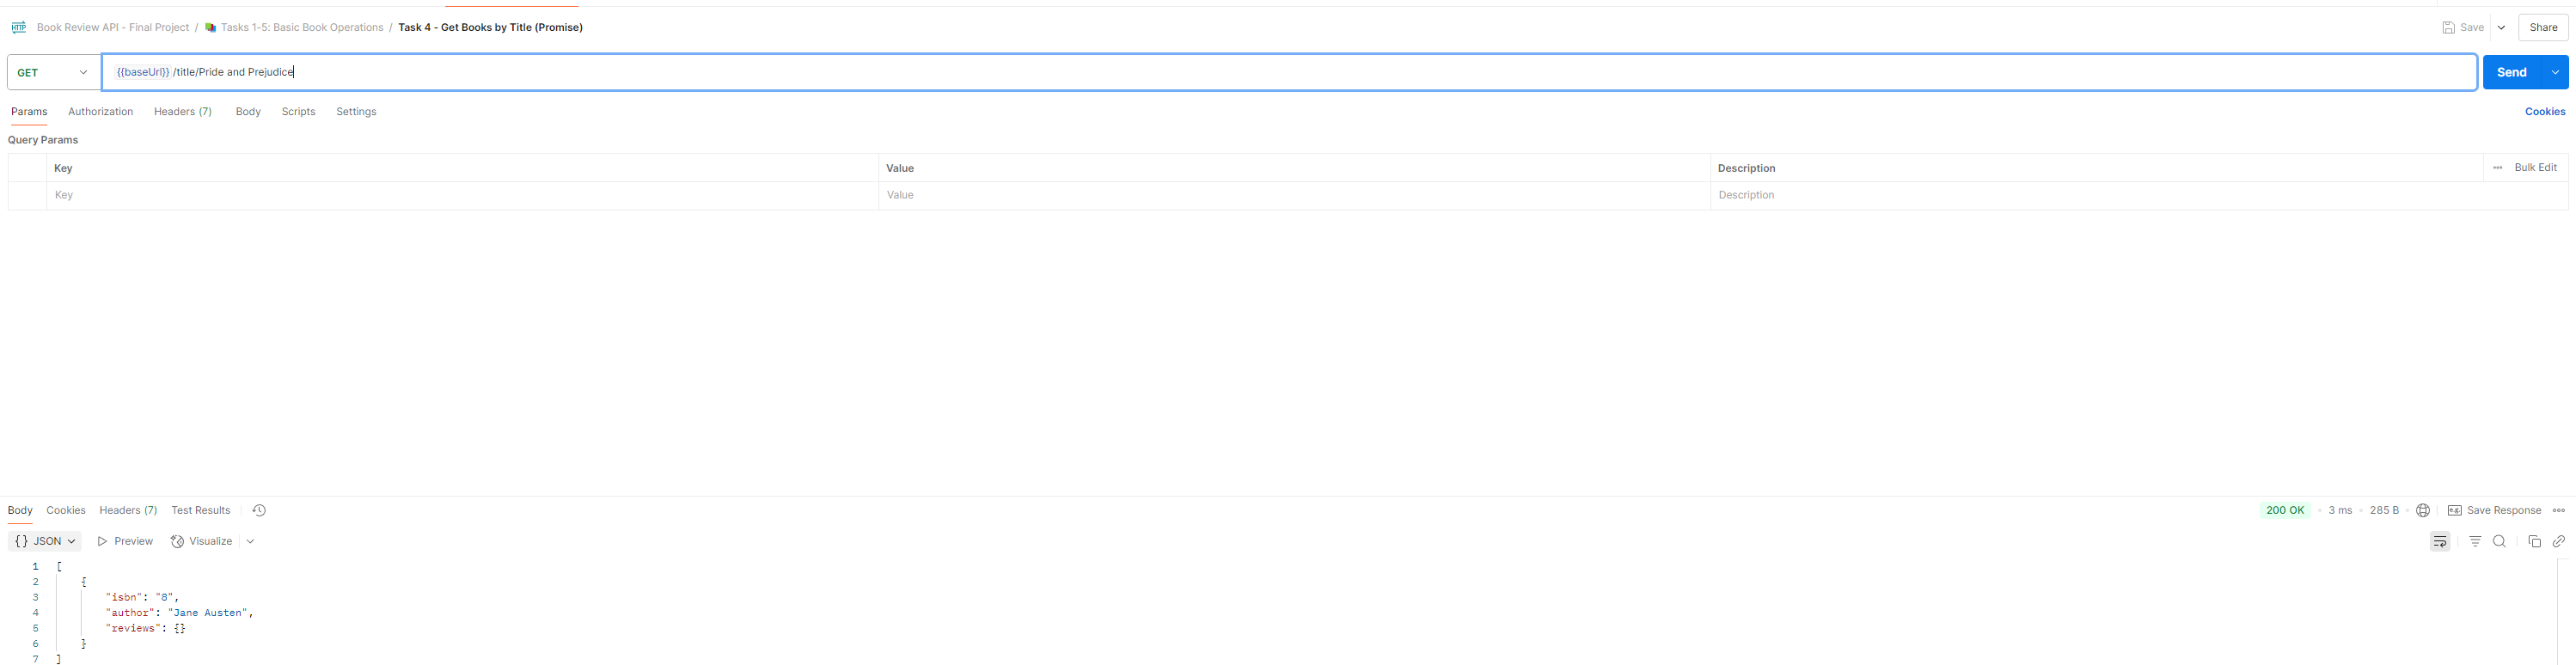 HTTP Book Review API - Final Project / Tasks 1-5: Basic Book Operations / Task 4 - Get Books by Title (Promise) Save Share
GET {{baseUrl}} /title/Pride and Prejudice Send
Params Authorization Headers (7) Body Scripts Settings Cookies
Query Params
Key Value Description Bulk Edit
Key Value Description
Body Cookies Headers (7) Test Results 200 OK • 3 ms • 285 B • Save Response
{} JSON Preview Visualize
1 [
2 {
3 "isbn": "8",
4 "author": "Jane Austen",
5 "reviews": {}
6 }
7 ]